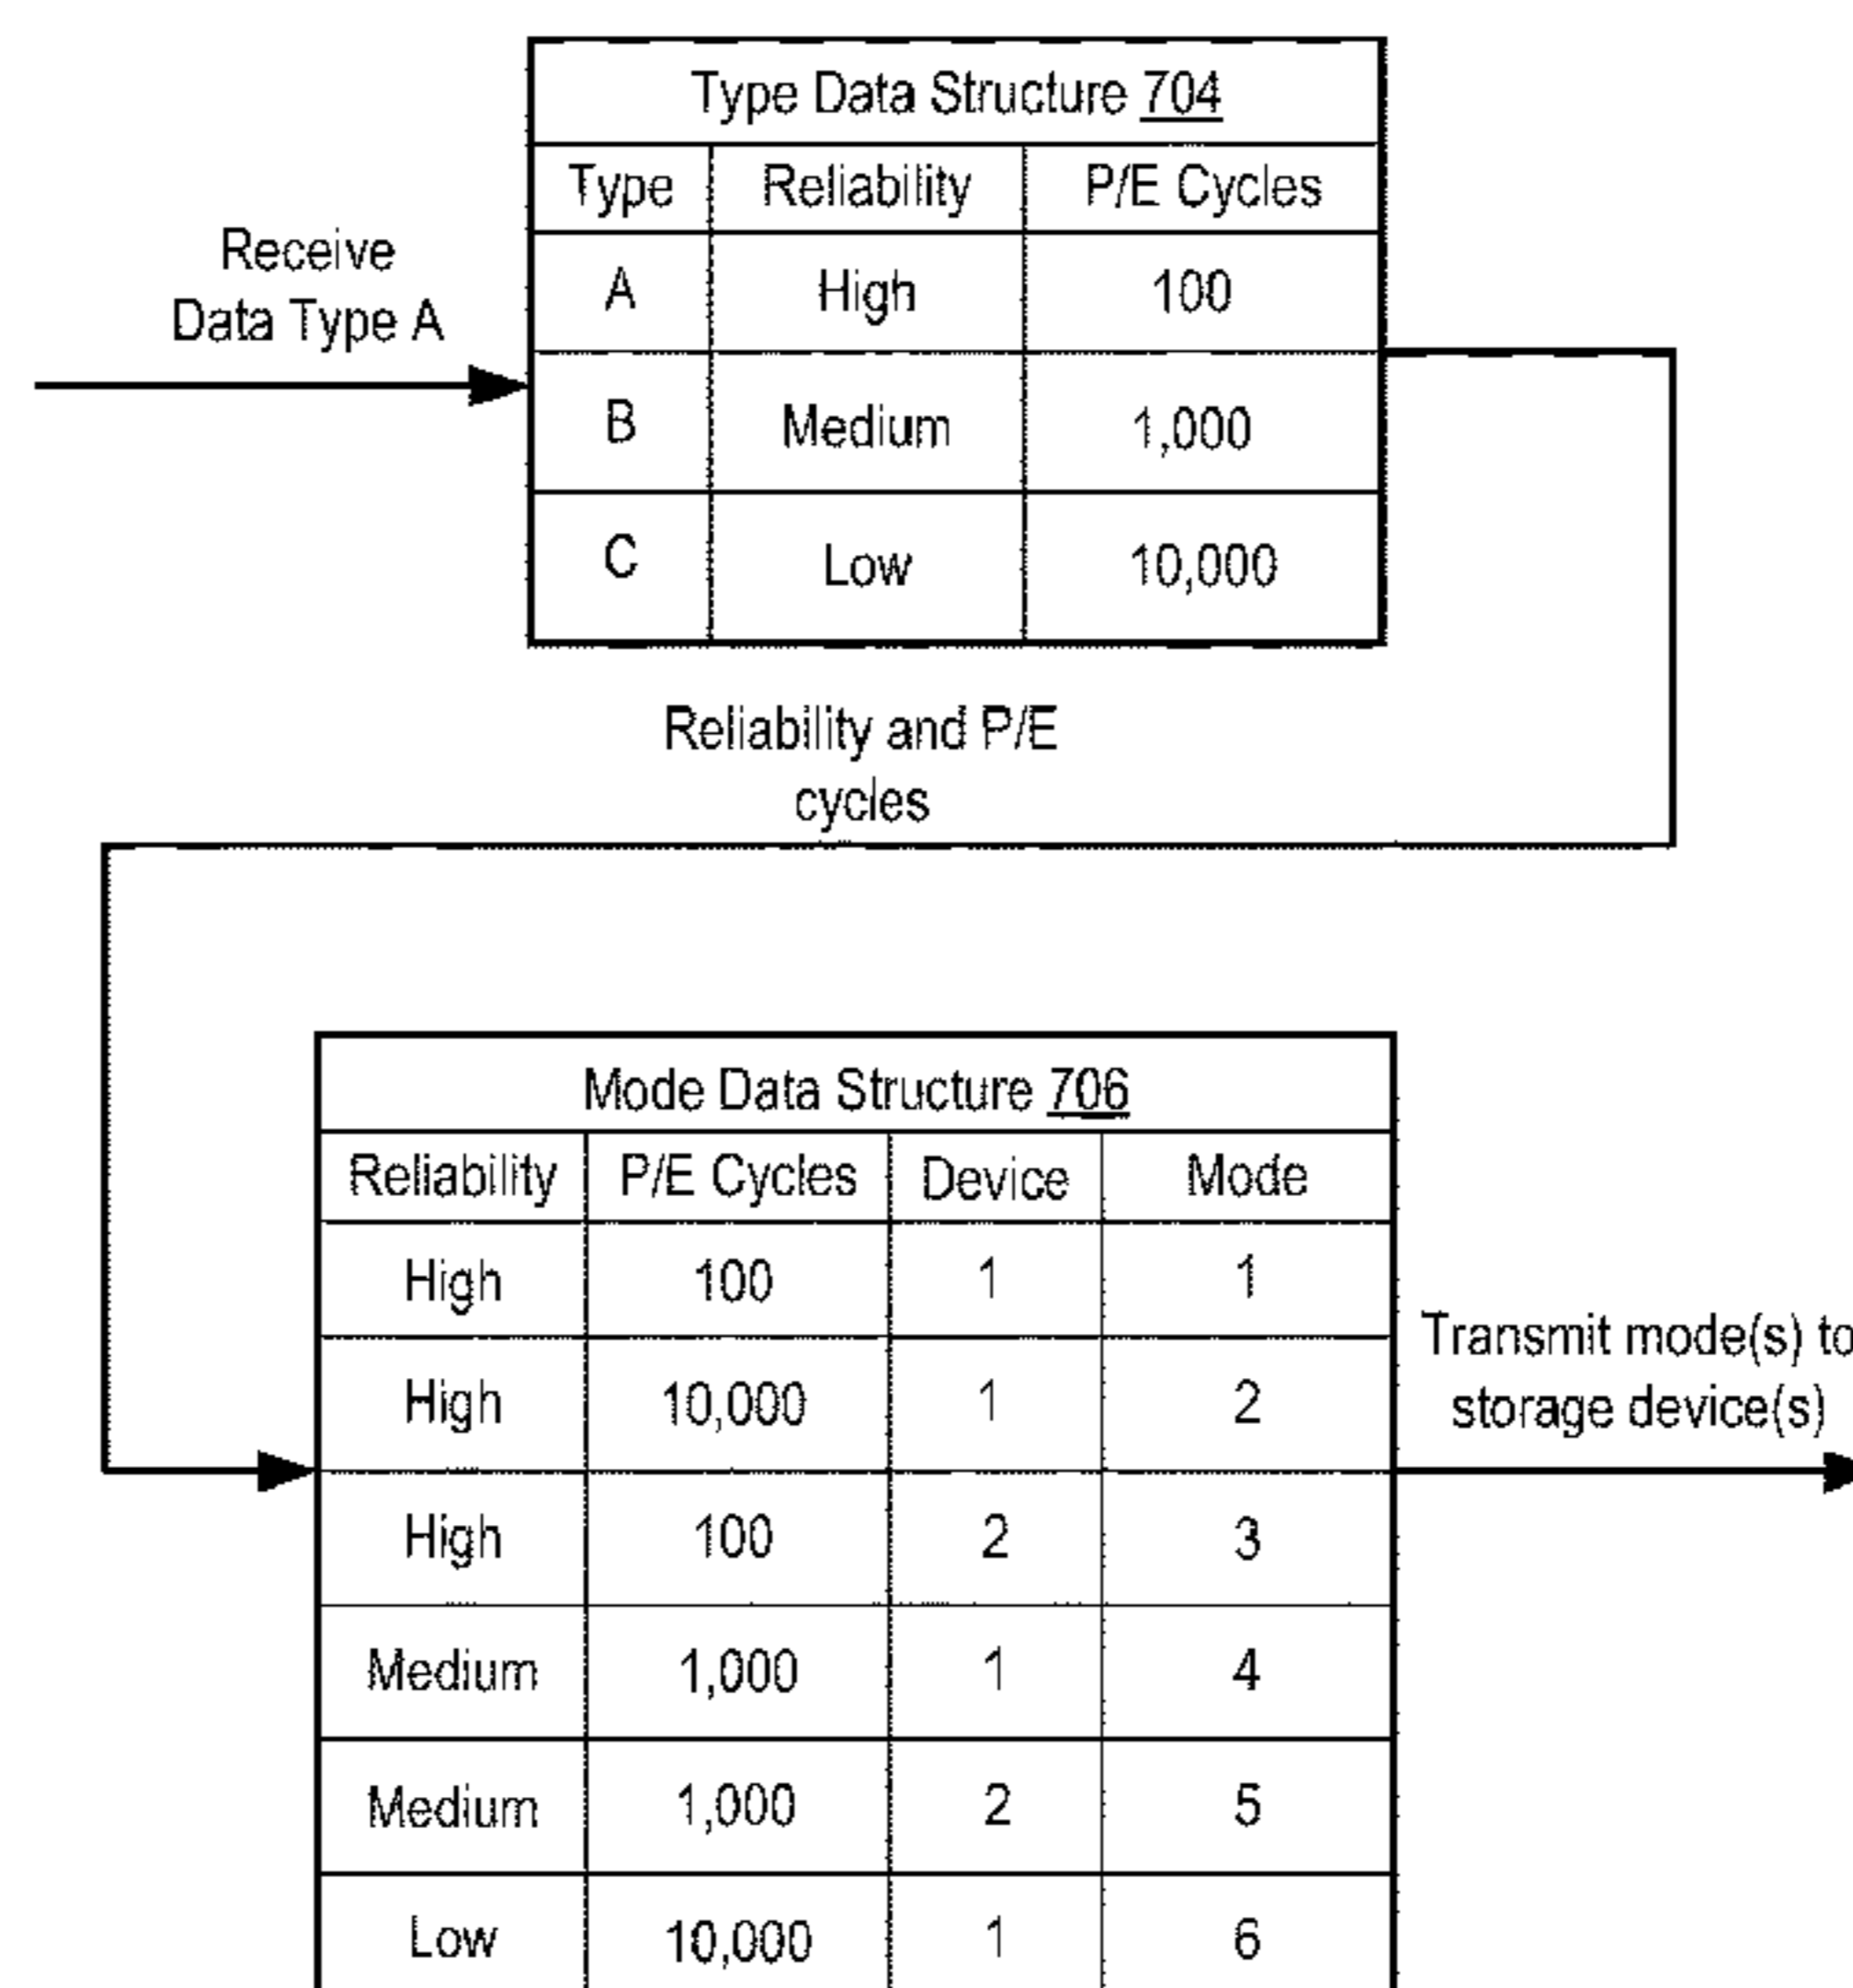 Type Data Structure 704
Type Reliability P/E Cycles
Receive
Data Type A
A High 100
B Medium 1,000
C Low 10,000
Reliability and P/E
cycles
Mode Data Structure 706
Reliability P/E Cycles Device Mode
High 100 1 1
High 10,000 1 2
High 100 2 3
Medium 1,000 1 4
Medium 1,000 2 5
Low 10,000 1 6
Transmit mode(s) to
storage device(s)